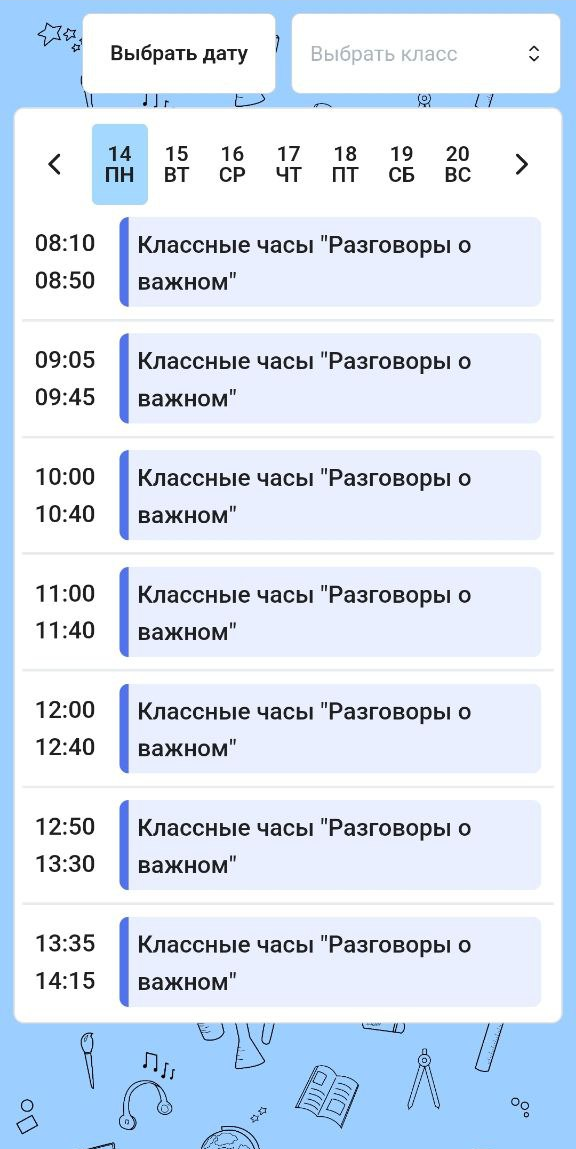 Выбрать дату
Выбрать класс
14 15 16 17 18 19 20
ПН ВТ СР ЧТ ПТ СБ ВС
08:10 Классные часы "Разговоры о
08:50 важном"
09:05 Классные часы "Разговоры о
09:45 важном"
10:00 Классные часы "Разговоры о
10:40 важном"
11:00 Классные часы "Разговоры о
11:40 важном"
12:00 Классные часы "Разговоры о
12:40 важном"
12:50 Классные часы "Разговоры о
13:30 важном"
13:35 Классные часы "Разговоры о
14:15 важном"